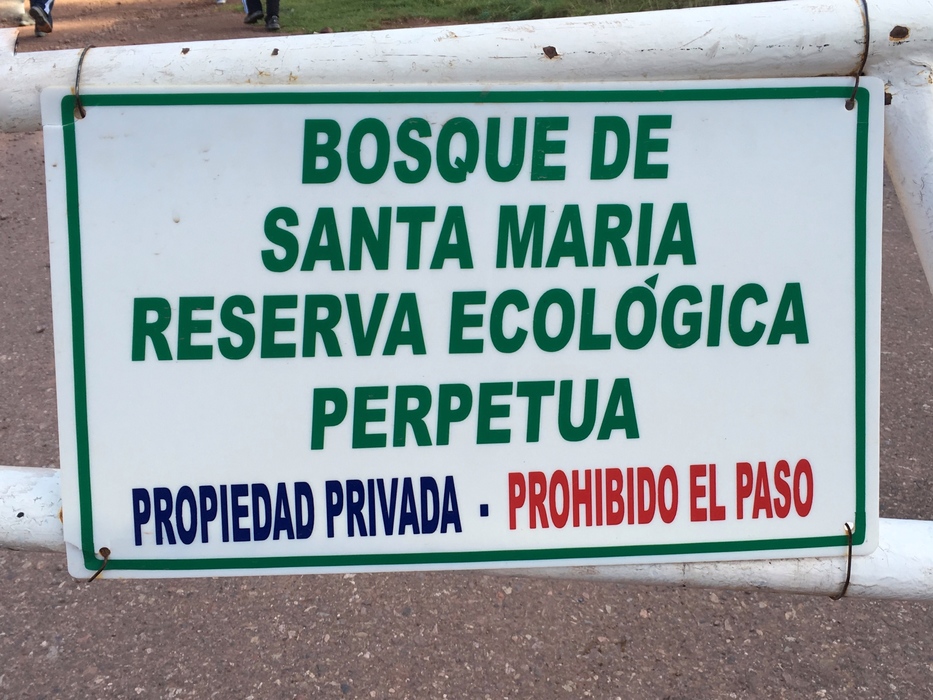 BOSQUE DE
SANTA MARIA
RESERVA ECOLÓGICA
PERPETUA
PROPIEDAD PRIVADA · PROHIBIDO EL PASO